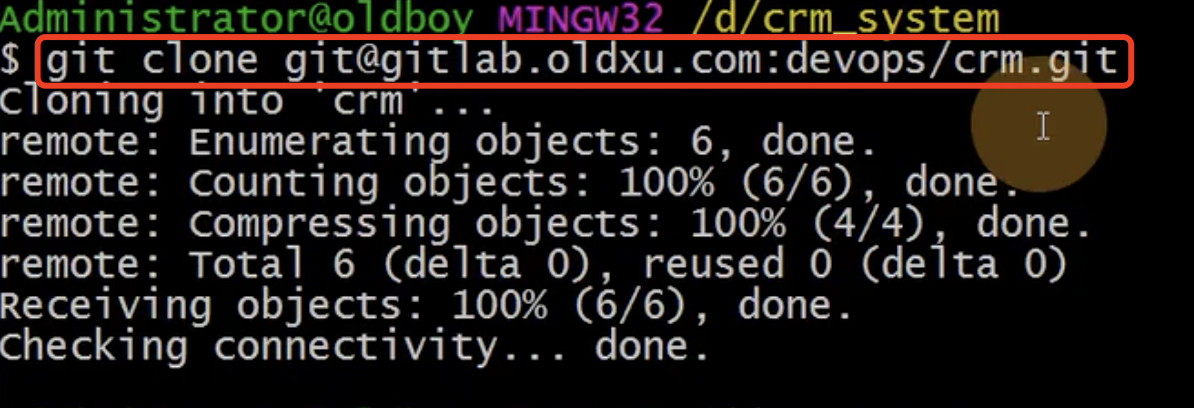 Administrator@oldboy MINGW32 /d/crm_system
$ git clone git@gitlab.oldxu.com:devops/crm.git
Cloning into 'crm'...
remote: Enumerating objects: 6, done.
remote: Counting objects: 100% (6/6), done.
remote: Compressing objects: 100% (4/4), done.
remote: Total 6 (delta 0), reused 0 (delta 0)
Receiving objects: 100% (6/6), done.
Checking connectivity... done.